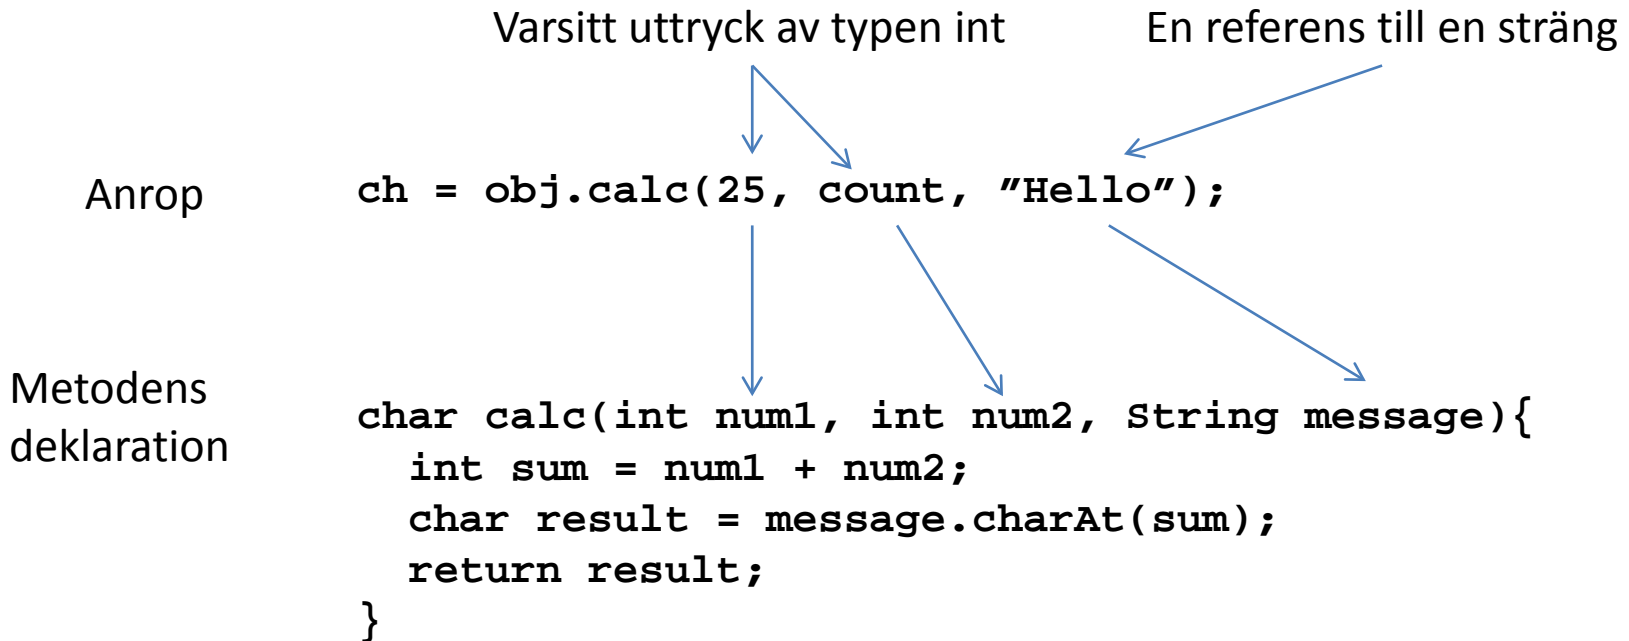 Varsitt uttryck av typen int En referens till en sträng
Anrop ch = obj.calc(25, count, ”Hello”);
Metodens
deklaration
char calc(int num1, int num2, String message){
int sum = num1 + num2;
char result = message.charAt(sum);
return result;
}